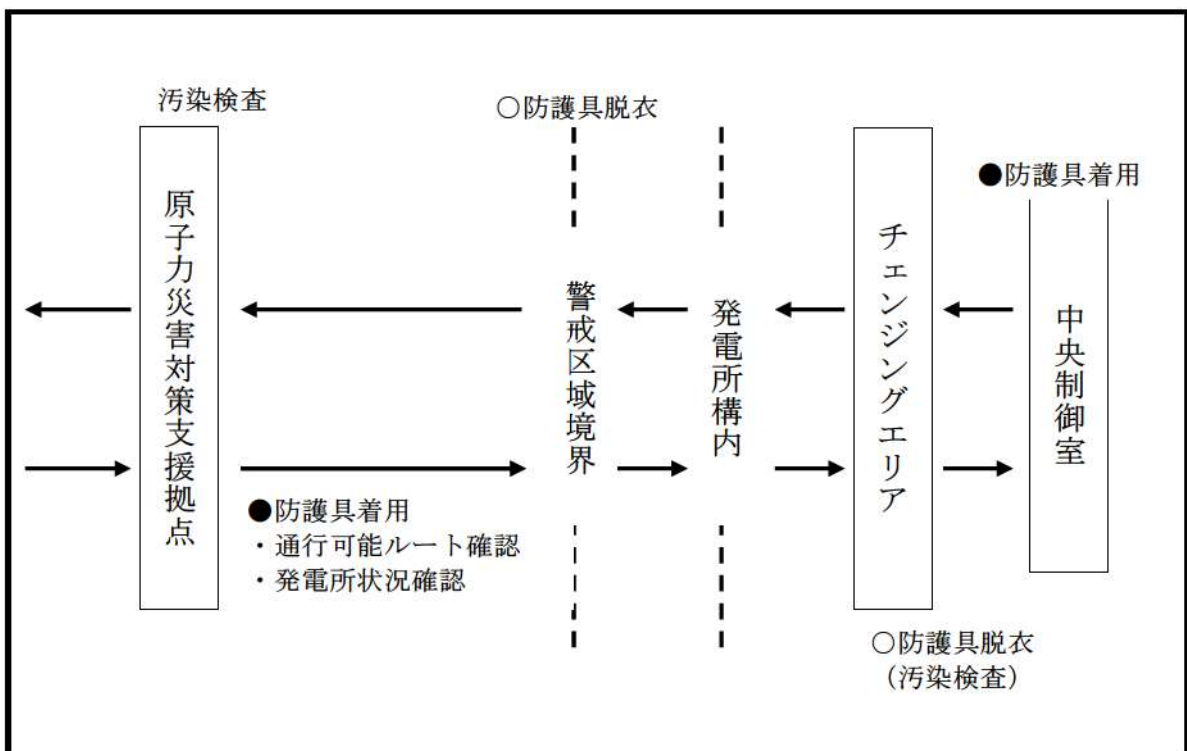 汚染検査
○防護具脱衣
●防護具着用
原子力災害対策支援拠点
警戒区域境界
発電所構内
チェンジングエリア
中央制御室
●防護具着用
・通行可能ルート確認
・発電所状況確認
○防護具脱衣
（汚染検査）